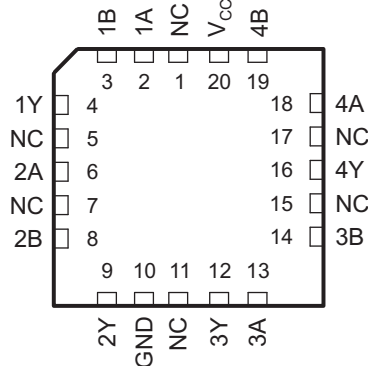 1B 1A NC VCC 4B
3 2 1 20 19
1Y 4 18 4A
NC 5 17 NC
2A 6 16 4Y
NC 7 15 NC
2B 8 14 3B
9 10 11 12 13
2Y GND NC 3Y 3A